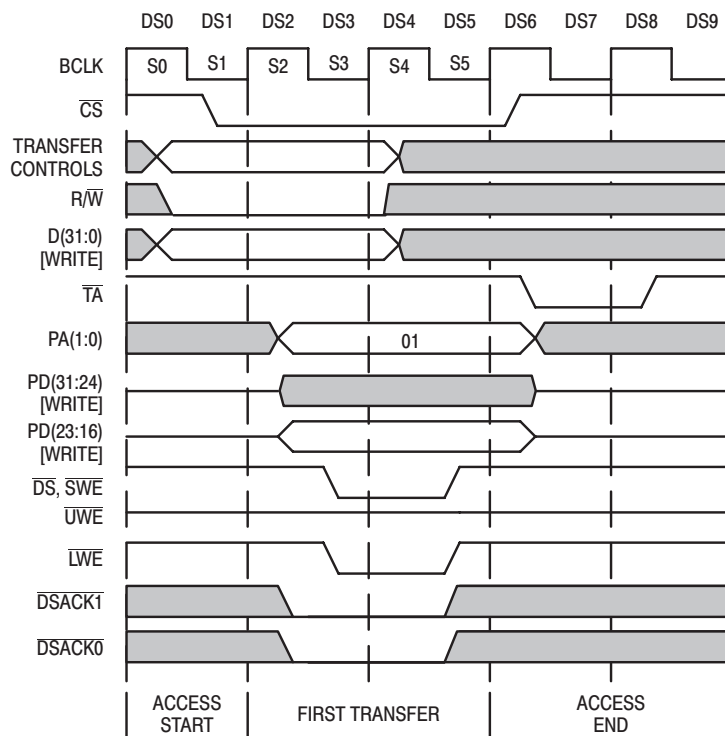 DS0 DS1 DS2 DS3 DS4 DS5 DS6 DS7 DS8 DS9
BCLK S0 S1 S2 S3 S4 S5
CS
TRANSFER
CONTROLS
R/W
D(31:0)
[WRITE]
TA
PA(1:0) 01
PD(31:24)
[WRITE]
PD(23:16)
[WRITE]
DS, SWE
UWE
LWE
DSACK1
DSACK0
ACCESS
START
FIRST TRANSFER
ACCESS
END